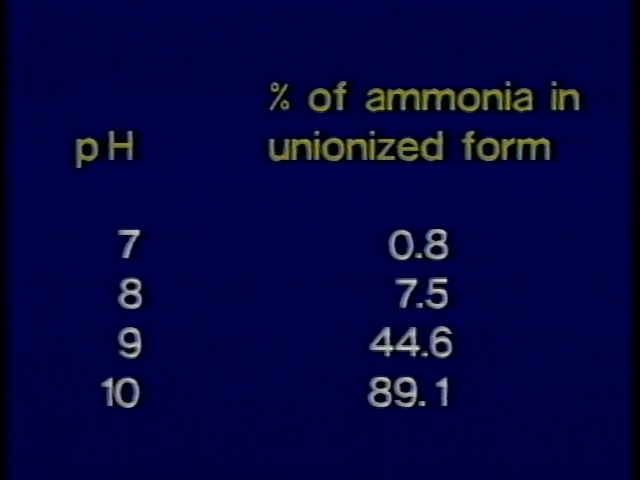 % of ammonia in
pH unionized form
7 0.8
8 7.5
9 44.6
10 89.1